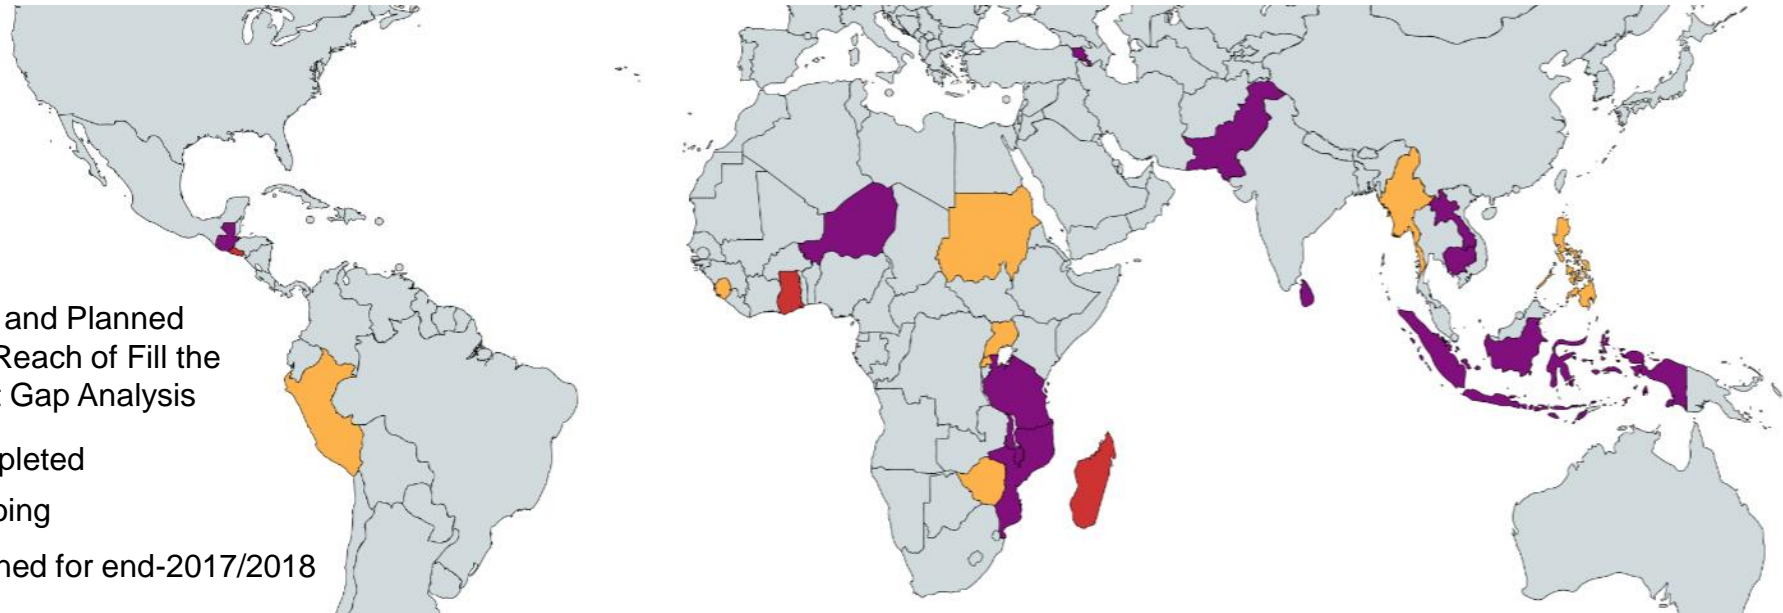 and Planned
Reach of Fill the
Gap Analysis
pleted
oing
ned for end-2017/2018